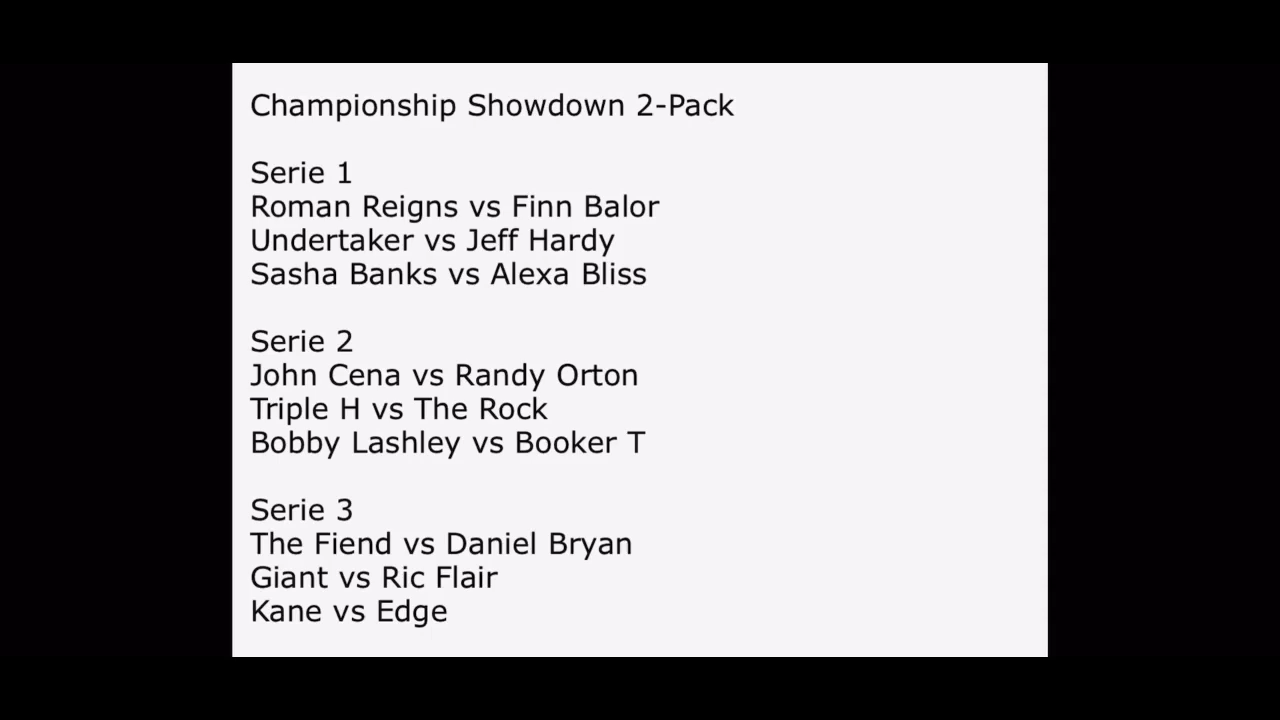 Championship Showdown 2-Pack
Serie 1
Roman Reigns vs Finn Balor
Undertaker vs Jeff Hardy
Sasha Banks vs Alexa Bliss
Serie 2
John Cena vs Randy Orton
Triple H vs The Rock
Bobby Lashley vs Booker T
Serie 3
The Fiend vs Daniel Bryan
Giant vs Ric Flair
Kane vs Edge